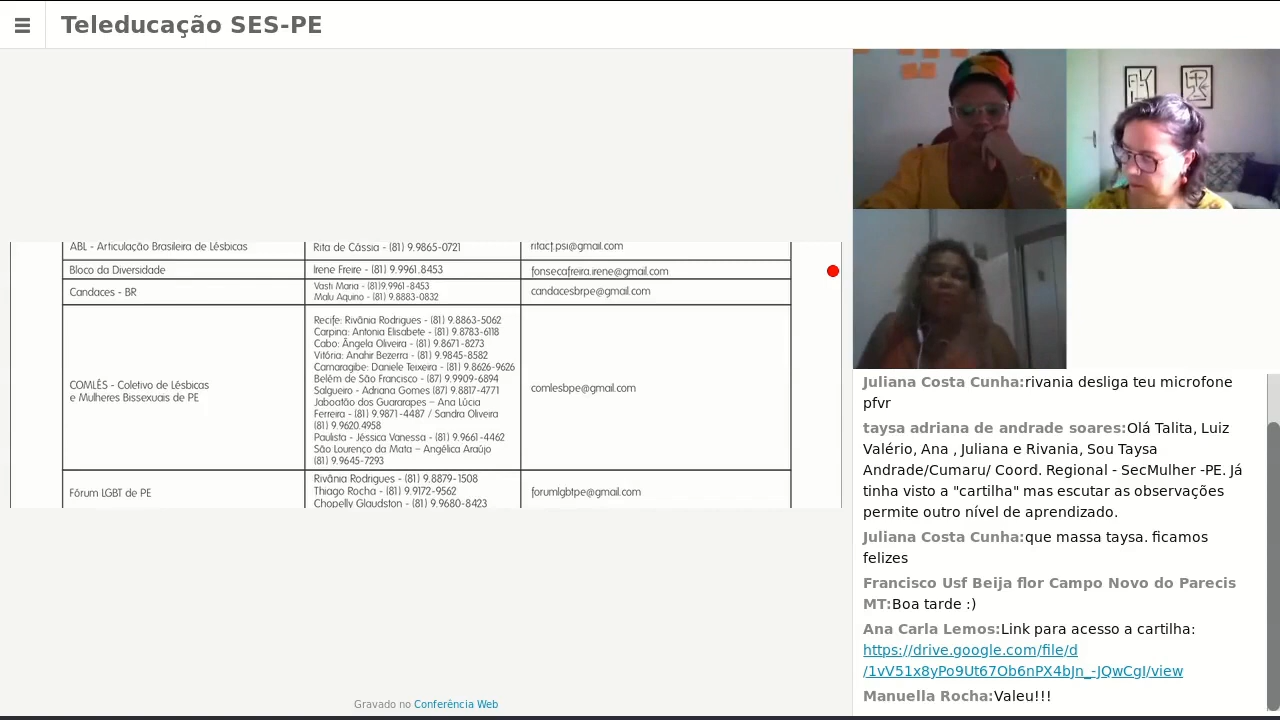 Teleducação SES-PE
ABL - Articulação Brasileira de Lésbicas
Rita de Cássia - (81) 9.9865-0721
ritacf.psi@gmail.com
Bloco da Diversidade
Irene Freire - (81) 9.9961.8453
fonsecafreira.irene@gmail.com
Candaces - BR
Vasti Maria - (81)9.9961-8453
Malu Aquino - (81) 9.8883-0832
candacesbrpe@gmail.com
COMLÉS - Coletivo de Lésbicas
e Mulheres Bissexuais de PE
Recife: Rivânia Rodrigues - (81) 9.8863-5062
Carpina: Antonia Elisabete - (81) 9.8783-6118
Cabo: Ângela Oliveira - (81) 9.8671-8273
Vitória: Anahir Bezerra - (81) 9.9845-8582
Camaragibe: Daniele Teixeira - (81) 9.8626-9626
Belém de São Francisco - (87) 9.9909-6894
Salgueiro - Adriana Gomes (87) 9.8817-4771
Jaboatão dos Guararapes – Ana Lúcia
Ferreira - (81) 9.9871-4487 / Sandra Oliveira
(81) 9.9620.4958
Paulista - Jéssica Vanessa - (81) 9.9661-4462
São Lourenço da Mata – Angélica Araújo
(81) 9.9645-7293
comlesbpe@gmail.com
Fórum LGBT de PE
Rivânia Rodrigues - (81) 9.8879-1508
Thiago Rocha - (81) 9.9172-9562
Chopelly Glaudston - (81) 9.9680-8423
forumlgbtpe@gmail.com
Gravado no Conferência Web
Juliana Costa Cunha:rivania desliga teu microfone
pfvr
taysa adriana de andrade soares:Olá Talita, Luiz
Valério, Ana , Juliana e Rivania, Sou Taysa
Andrade/Cumaru/ Coord. Regional - SecMulher -PE. Já
tinha visto a "cartilha" mas escutar as observações
permite outro nível de aprendizado.
Juliana Costa Cunha:que massa taysa. ficamos
felizes
Francisco Usf Beija flor Campo Novo do Parecis
MT:Boa tarde :)
Ana Carla Lemos:Link para acesso a cartilha:
https://drive.google.com/file/d
/1vV51x8yPo9Ut67Ob6nPX4bJn_-JQwCgI/view
Manuella Rocha:Valeu!!!